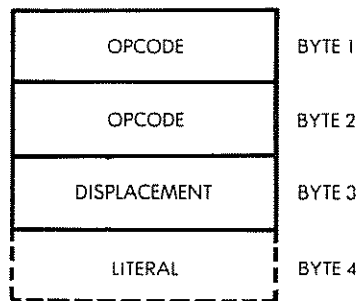 OPCODE BYTE 1
OPCODE BYTE 2
DISPLACEMENT BYTE 3
LITERAL BYTE 4